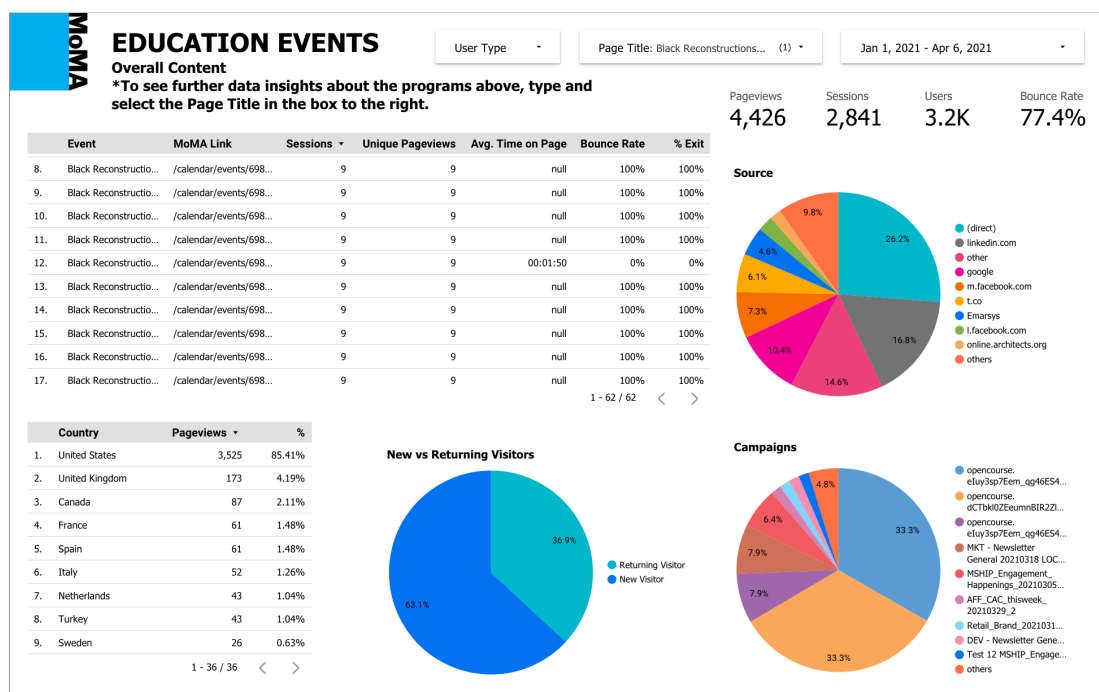 MoMA
EDUCATION EVENTS
Overall Content
*To see further data insights about the programs above, type and
select the Page Title in the box to the right.
User Type
Page Title: Black Reconstructions... (1)
Jan 1, 2021 - Apr 6, 2021
Pageviews Sessions Users Bounce Rate
4,426 2,841 3.2K 77.4%
Event MoMA Link Sessions Unique Pageviews Avg. Time on Page Bounce Rate % Exit
8. Black Reconstructio... /calendar/events/698... 9 9 null 100% 100%
9. Black Reconstructio... /calendar/events/698... 9 9 null 100% 100%
10. Black Reconstructio... /calendar/events/698... 9 9 null 100% 100%
11. Black Reconstructio... /calendar/events/698... 9 9 null 100% 100%
12. Black Reconstructio... /calendar/events/698... 9 9 00:01:50 0% 0%
13. Black Reconstructio... /calendar/events/698... 9 9 null 100% 100%
14. Black Reconstructio... /calendar/events/698... 9 9 null 100% 100%
15. Black Reconstructio... /calendar/events/698... 9 9 null 100% 100%
16. Black Reconstructio... /calendar/events/698... 9 9 null 100% 100%
17. Black Reconstructio... /calendar/events/698... 9 9 null 100% 100%
1 - 62 / 62
Source
9.8%
26.2%
4.6%
6.1%
7.3%
16.8%
10.4%
14.6%
(direct)
linkedin.com
other
google
m.facebook.com
t.co
Emarsys
l.facebook.com
online.architects.org
others
Country Pageviews %
1. United States 3,525 85.41%
2. United Kingdom 173 4.19%
3. Canada 87 2.11%
4. France 61 1.48%
5. Spain 61 1.48%
6. Italy 52 1.26%
7. Netherlands 43 1.04%
8. Turkey 43 1.04%
9. Sweden 26 0.63%
1 - 36 / 36
New vs Returning Visitors
36.9%
63.1%
Returning Visitor
New Visitor
Campaigns
4.8%
6.4%
33.3%
7.9%
7.9%
33.3%
opencourse.
eIuy3sp7Eem_qg46ES4...
opencourse.
dCTbkl0ZEeumnBIR2Zl...
opencourse.
eIuy3sp7Eem_qg46ES4...
MKT - Newsletter
General 20210318 LOC...
MSHIP_Engagement_
Happenings_20210305...
AFF_CAC_thisweek_
20210329_2
Retail_Brand_2021031...
DEV - Newsletter Gene...
Test 12 MSHIP_Engage...
others